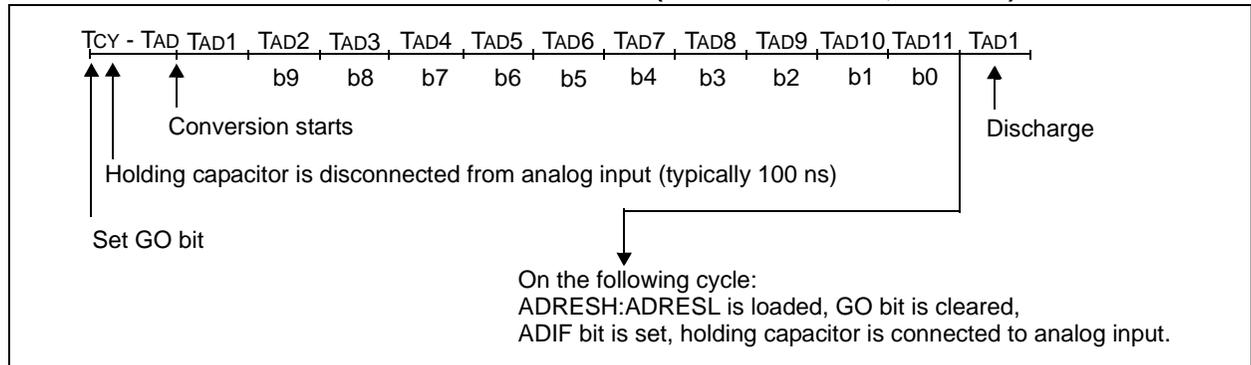 TCY - TAD TAD1 TAD2 TAD3 TAD4 TAD5 TAD6 TAD7 TAD8 TAD9 TAD10 TAD11 TAD1
b9 b8 b7 b6 b5 b4 b3 b2 b1 b0
Conversion starts
Discharge
Holding capacitor is disconnected from analog input (typically 100 ns)
Set GO bit
On the following cycle:
ADRESH:ADRESL is loaded, GO bit is cleared,
ADIF bit is set, holding capacitor is connected to analog input.